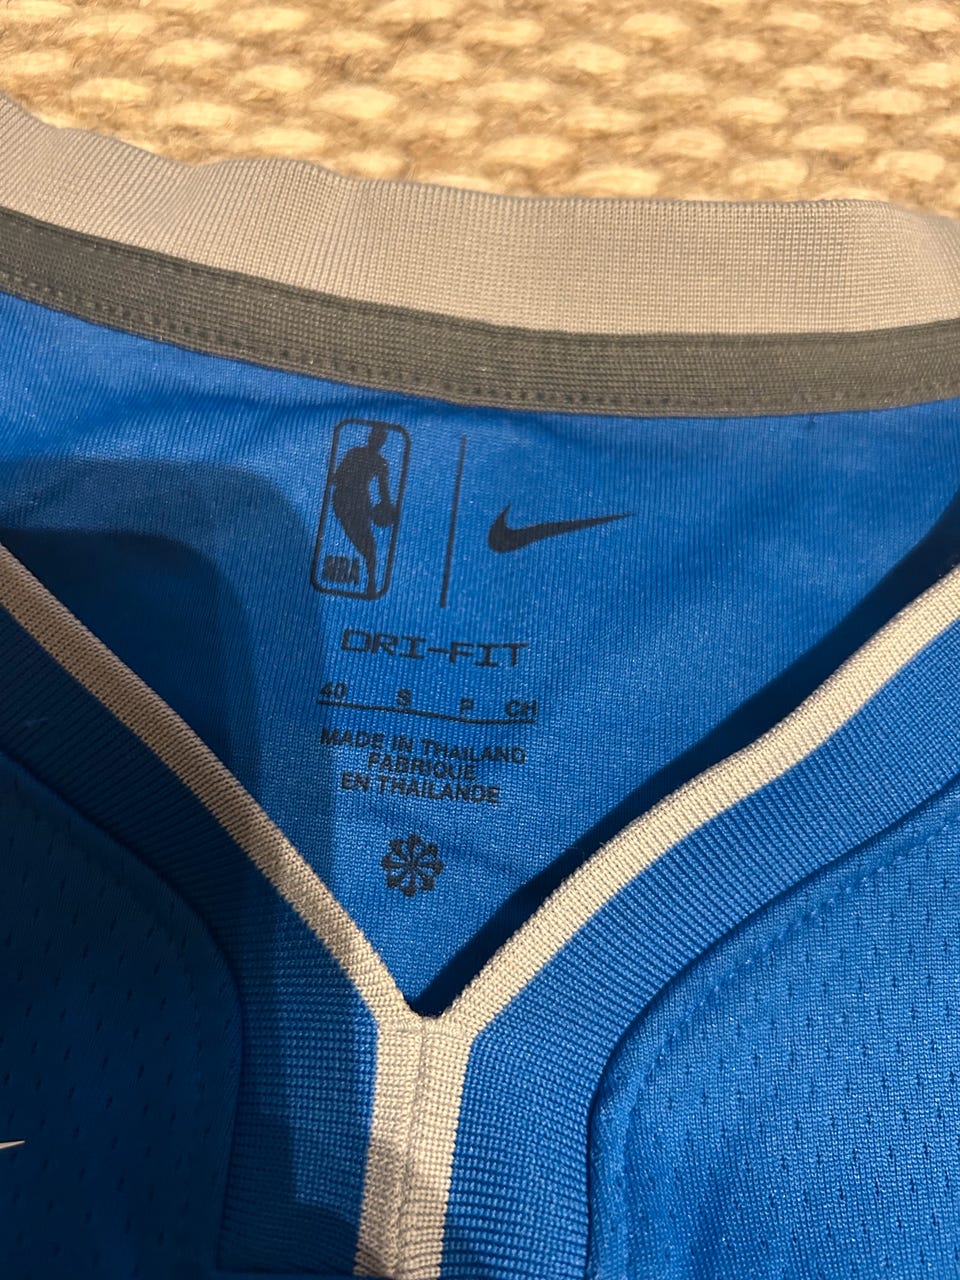 NBA
DRI-FIT
40 S P CH
MADE IN THAILAND
FABRIQUE
EN THAILANDE